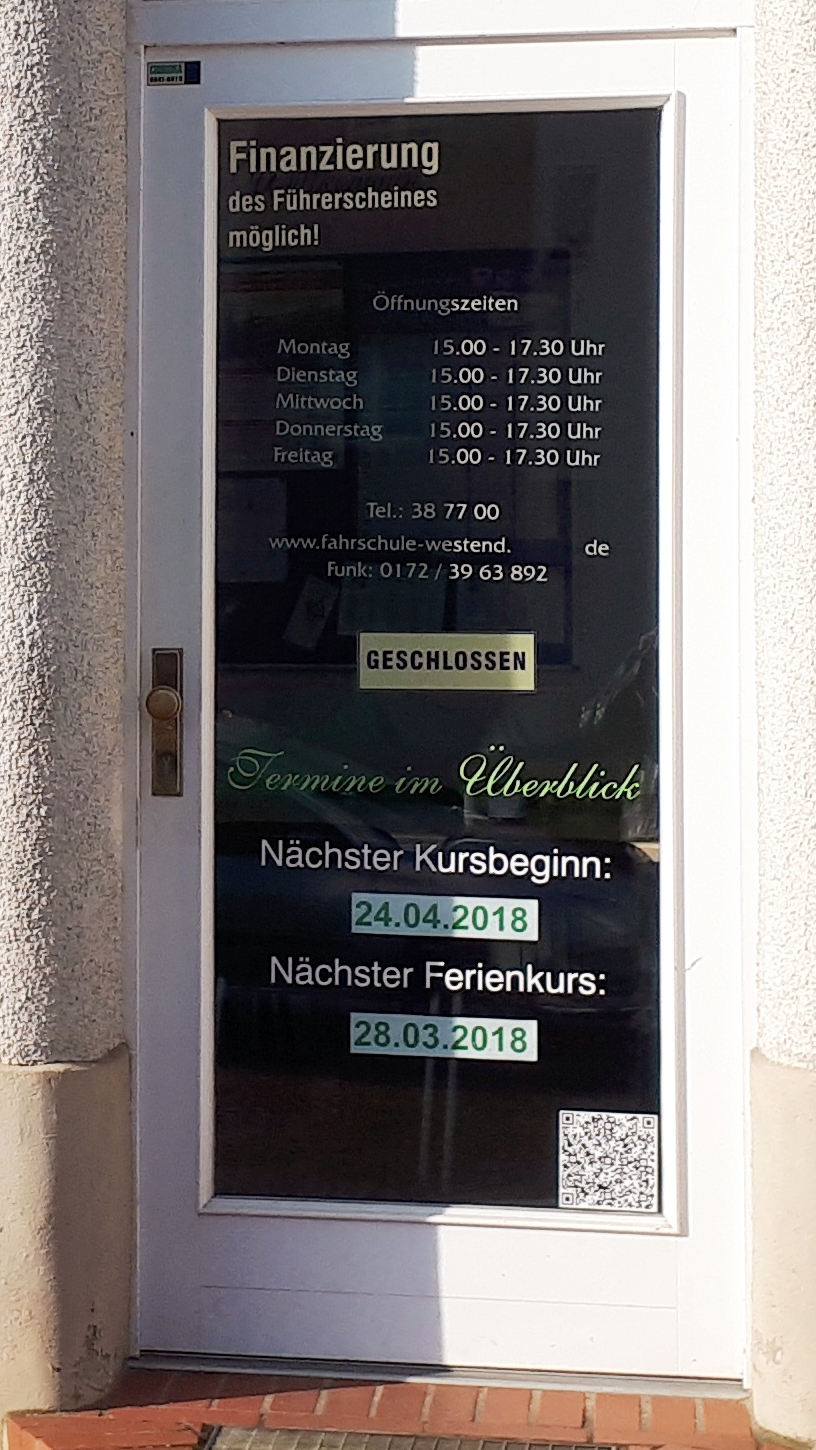 Finanzierung
des Führerscheines
möglich!
Öffnungszeiten
Montag 15.00 - 17.30 Uhr
Dienstag 15.00 - 17.30 Uhr
Mittwoch 15.00 - 17.30 Uhr
Donnerstag 15.00 - 17.30 Uhr
Freitag 15.00 - 17.30 Uhr
Tel.: 38 77 00
www.fahrschule-westend. de
Funk: 0172 / 39 63 892
GESCHLOSSEN
Termine im Überblick
Nächster Kursbeginn:
24.04.2018
Nächster Ferienkurs:
28.03.2018